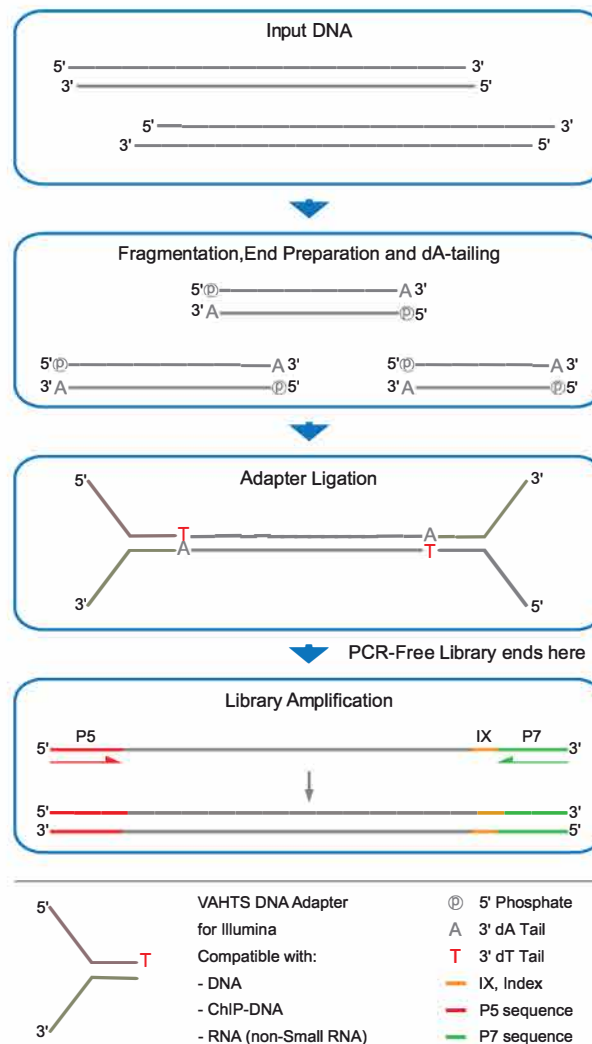 Input DNA
5' 3'
3' 5'
5' 3'
3' 5'
Fragmentation,End Preparation and dA-tailing
5'ⓟ A 3'
3'A ⓟ5'
5'ⓟ A 3' 5'ⓟ A 3'
3'A ⓟ5' 3'A ⓟ5'
Adapter Ligation
5' 3'
T A
A T
3' 5'
PCR-Free Library ends here
Library Amplification
P5 IX P7
5' 3'
5' 3'
3' 5'
5' VAHTS DNA Adapter ⓟ 5' Phosphate
for Illumina A 3' dA Tail
T Compatible with: T 3' dT Tail
- DNA IX, Index
- ChIP-DNA P5 sequence
3' - RNA (non-Small RNA) P7 sequence